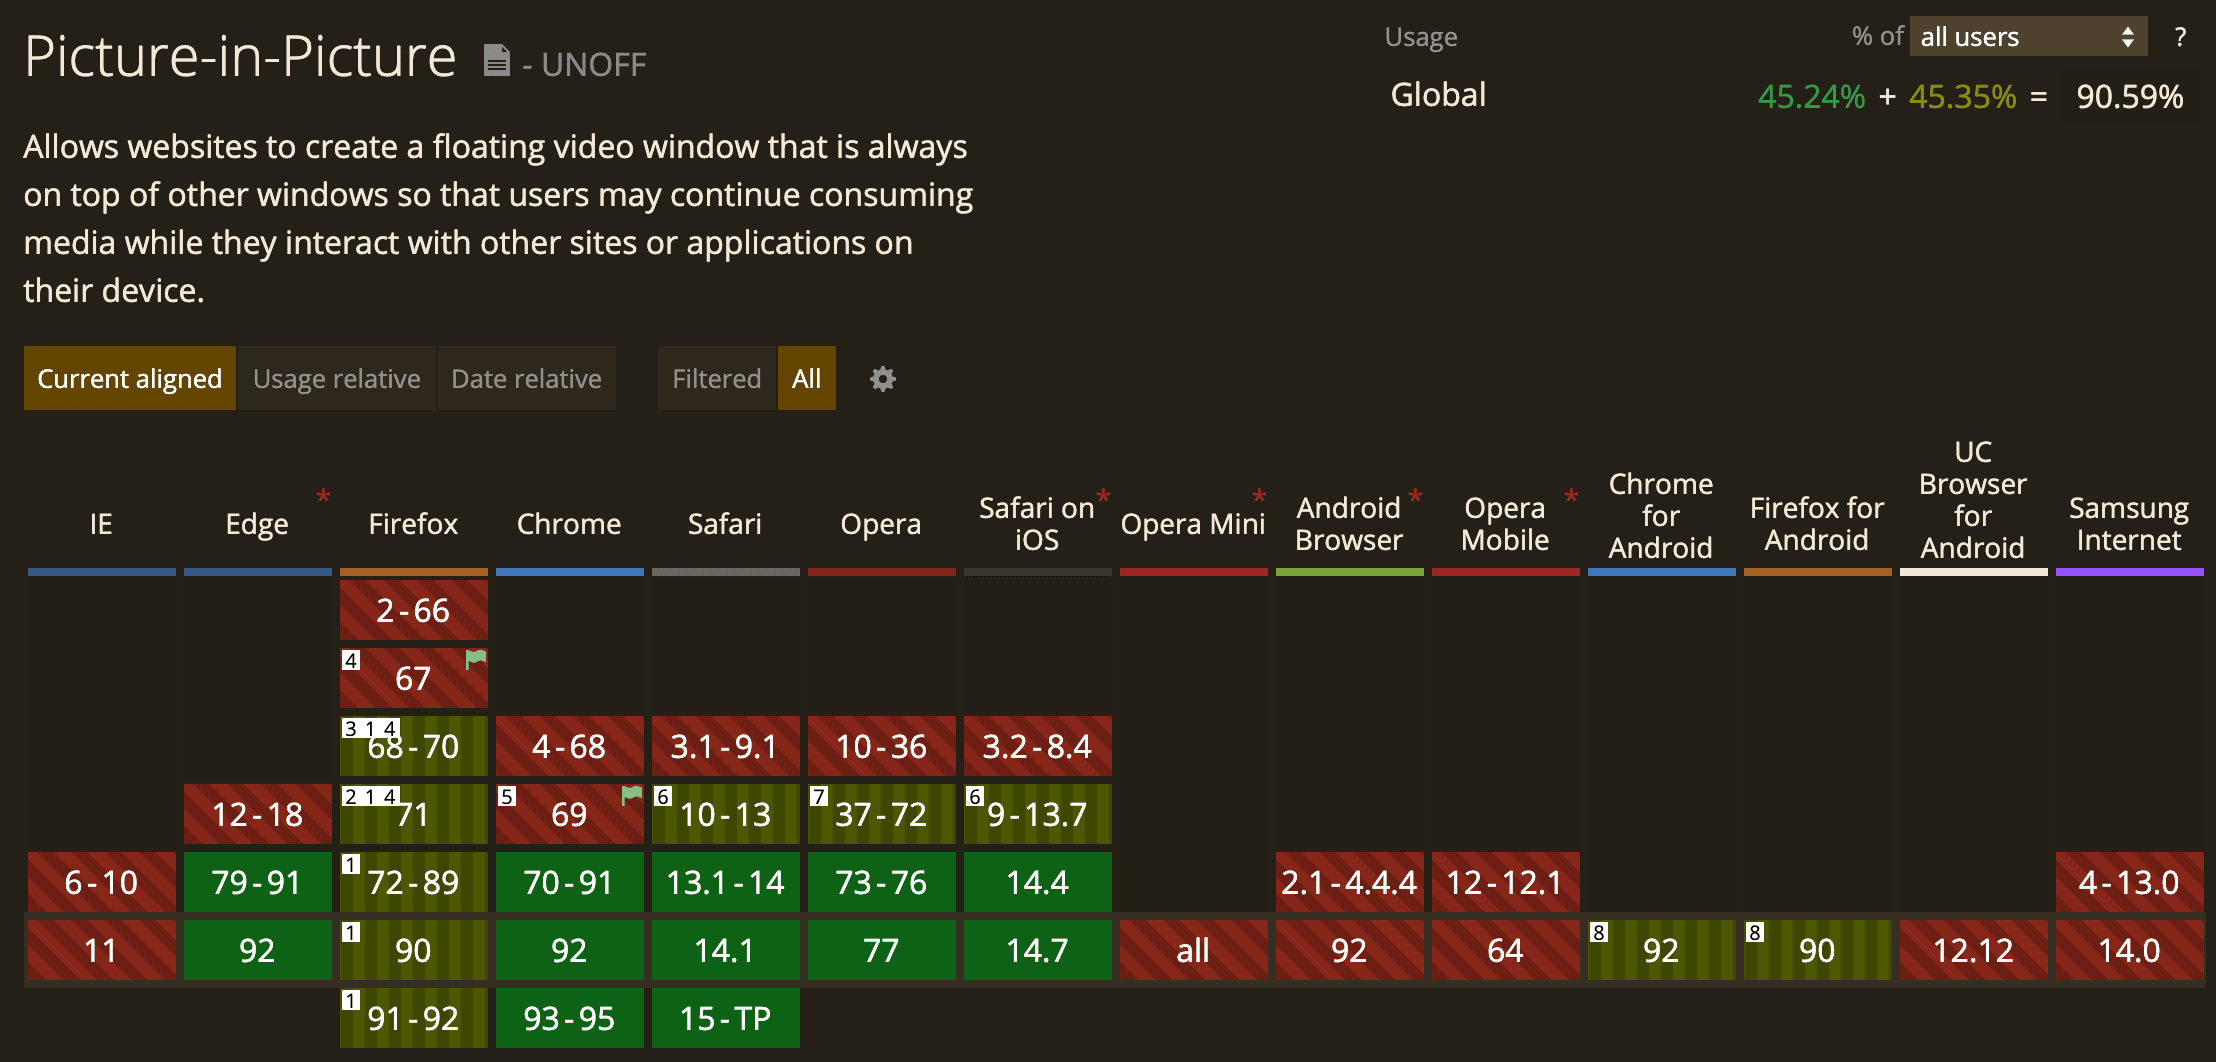 Picture-in-Picture - UNOFF
Usage % of all users ?
Global 45.24% + 45.35% = 90.59%
Allows websites to create a floating video window that is always
on top of other windows so that users may continue consuming
media while they interact with other sites or applications on
their device.
Current aligned Usage relative Date relative Filtered All
IE
Edge *
Firefox
Chrome
Safari
Opera
Safari on *
iOS
Opera Mini *
Android *
Browser
Opera *
Mobile
Chrome
for
Android
Firefox for
Android
UC
Browser
for
Android
Samsung
Internet
2-66
4 67
3 1 4 68-70 4-68 3.1-9.1 10-36 3.2-8.4
12-18 2 1 4 71 5 69 6 10-13 7 37-72 6 9-13.7
6-10 79-91 1 72-89 70-91 13.1-14 73-76 14.4 2.1-4.4.4 12-12.1 4-13.0
11 92 1 90 92 14.1 77 14.7 all 92 64 8 92 8 90 12.12 14.0
1 91-92 93-95 15-TP